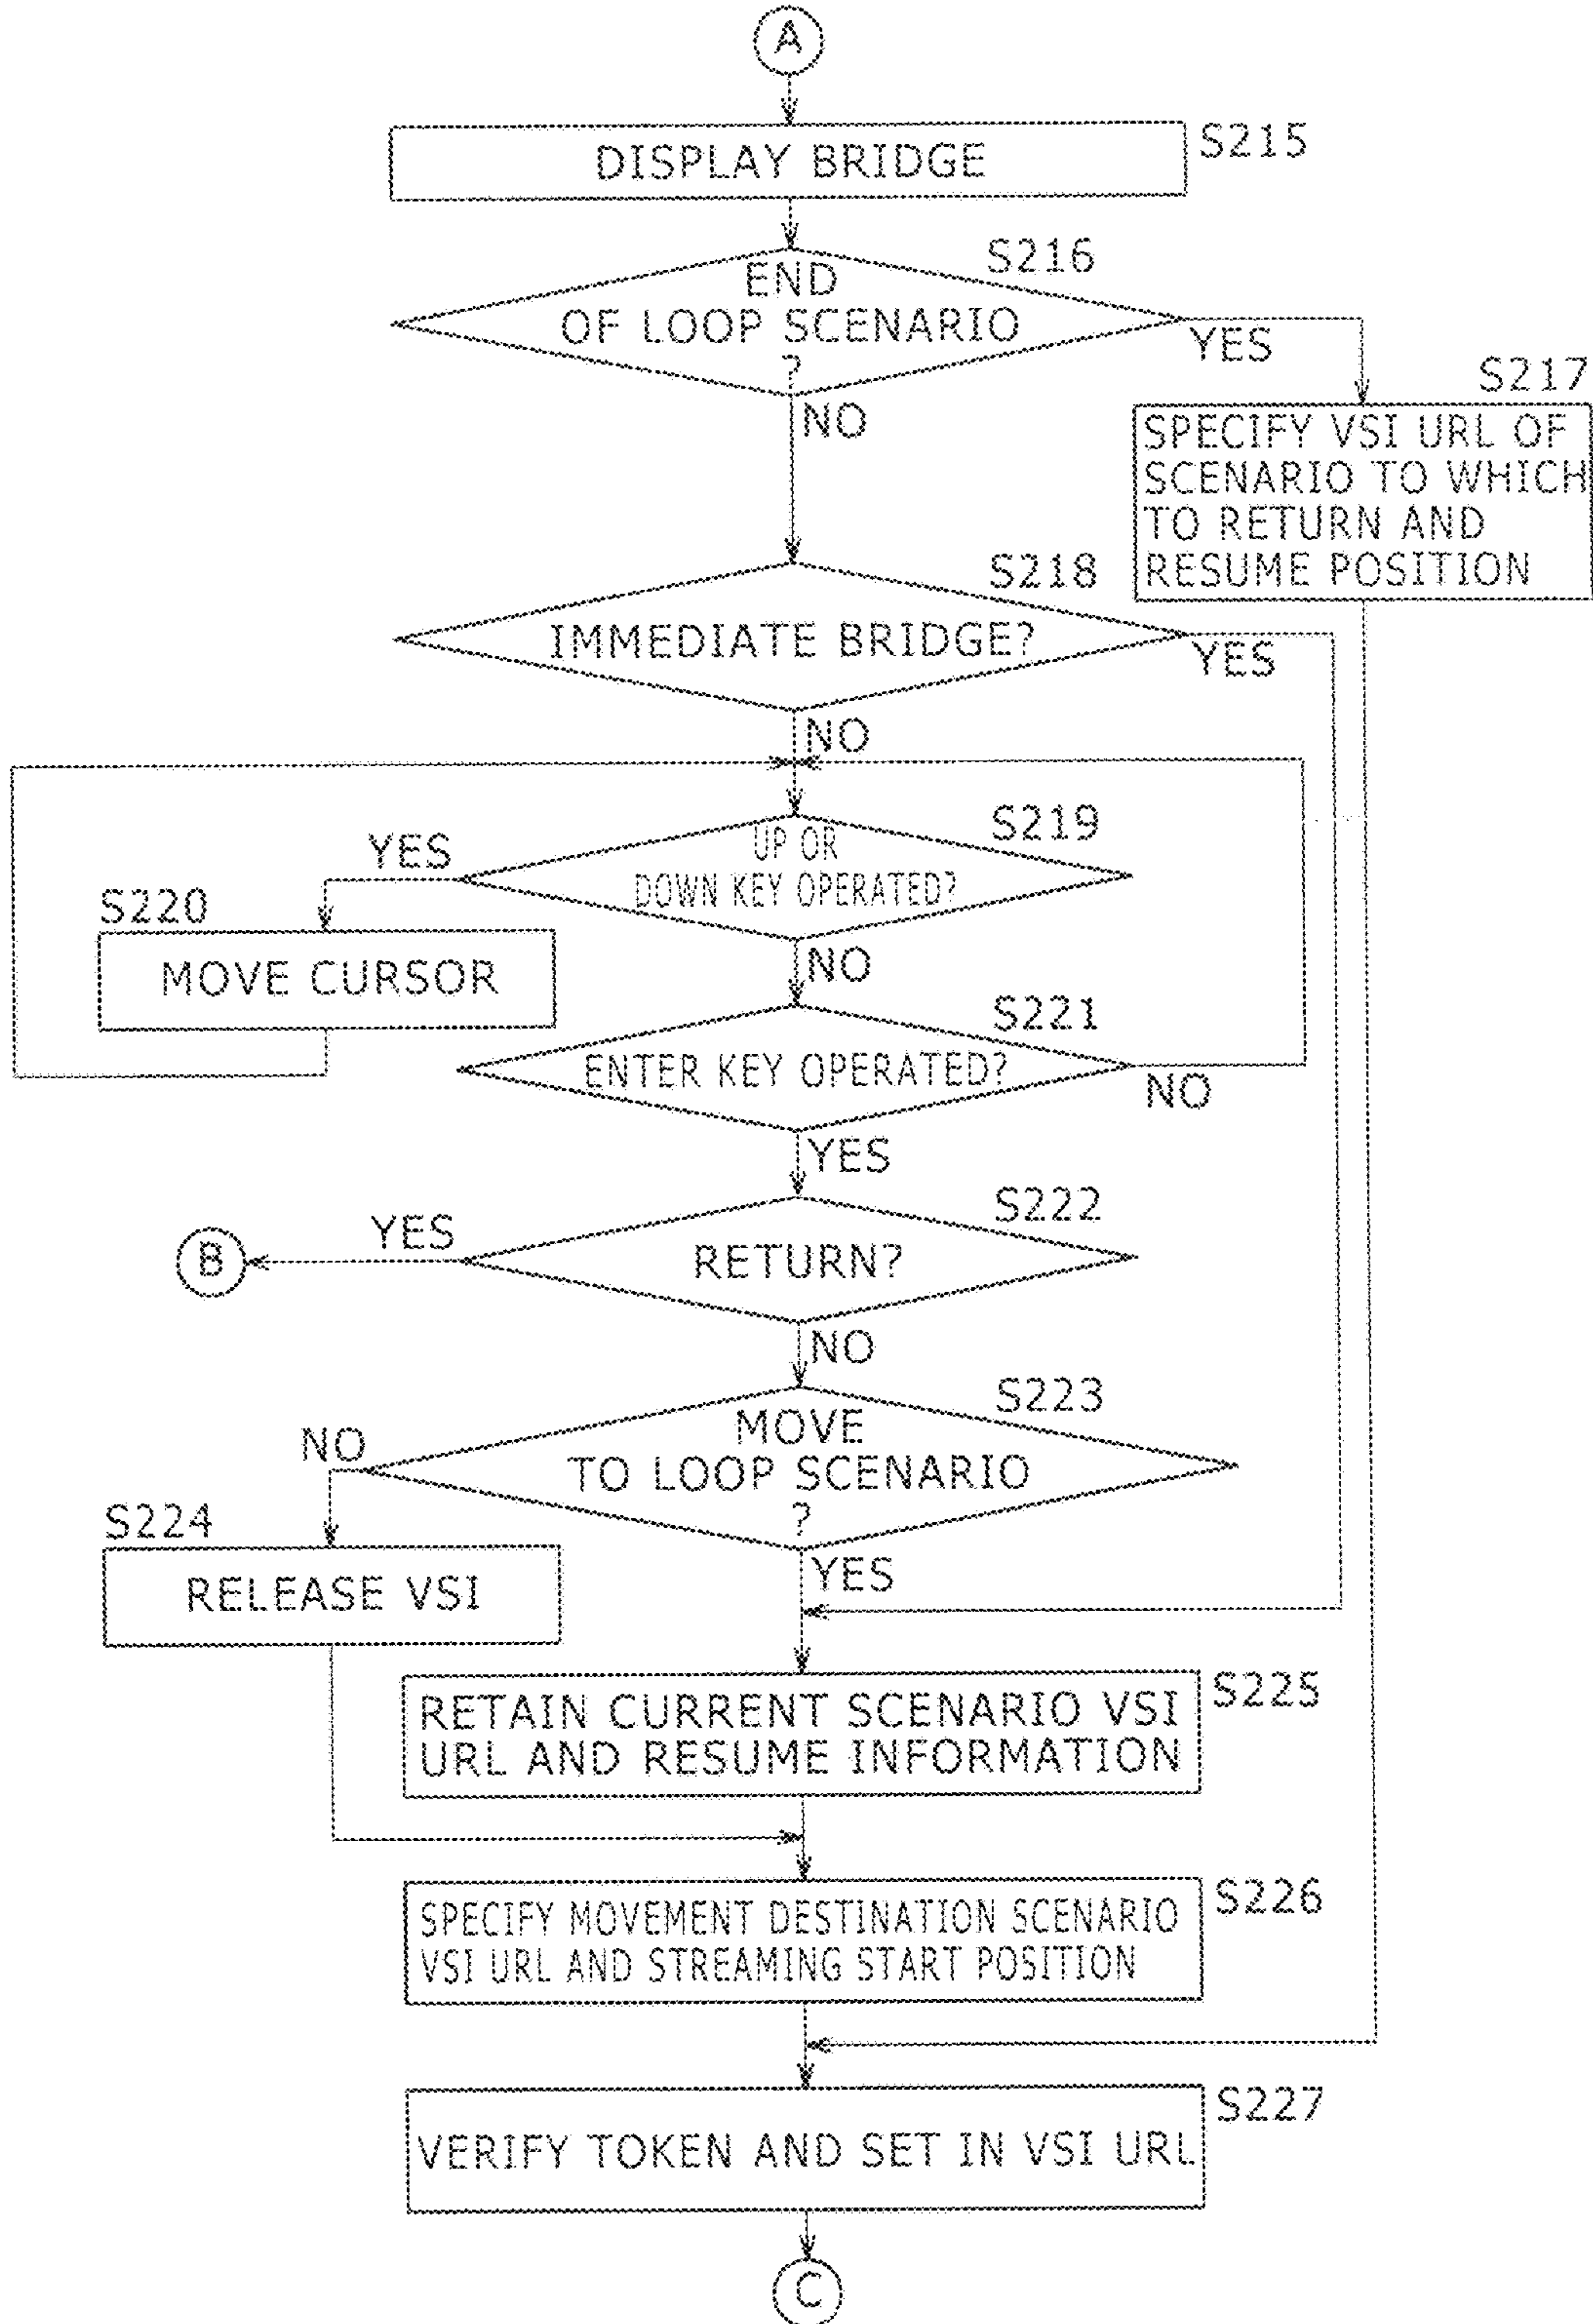 A
DISPLAY BRIDGE
S215
S216
END
OF LOOP SCENARIO
?
YES
NO
S217
SPECIFY VSI URL OF
SCENARIO TO WHICH
TO RETURN AND
RESUME POSITION
S218
IMMEDIATE BRIDGE?
YES
NO
S219
UP OR
DOWN KEY OPERATED?
YES
S220
MOVE CURSOR
NO
S221
ENTER KEY OPERATED?
NO
YES
S222
RETURN?
YES
B
NO
S223
MOVE
TO LOOP SCENARIO
?
NO
S224
RELEASE VSI
YES
S225
RETAIN CURRENT SCENARIO VSI
URL AND RESUME INFORMATION
S226
SPECIFY MOVEMENT DESTINATION SCENARIO
VSI URL AND STREAMING START POSITION
S227
VERIFY TOKEN AND SET IN VSI URL
C